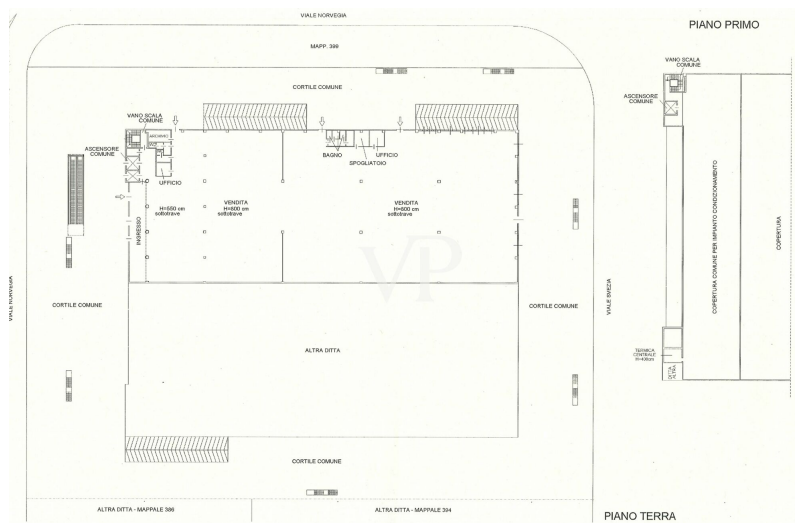 VIALE NORVEGIA
PIANO PRIMO
MAPP. 399
VANO SCALA
COMUNE
CORTILE COMUNE
ASCENSORE
COMUNE
VANO SCALA
COMUNE
ARCHIVIO
ASCENSORE
COMUNE
BAGNO
UFFICIO
SPOGLIATOIO
UFFICIO
H=550 cm
sottotrave
VENDITA
H=600 cm
sottotrave
VENDITA
H=600 cm
sottotrave
INGRESSO
VP
COPERTURA COMUNE PER IMPIANTO CONDIZIONAMENTO
COPERTURA
VIALE NORVEGIA
CORTILE COMUNE
CORTILE COMUNE
VIALE SVEZIA
ALTRA DITTA
TERMICA
CENTRALE
H=400cm
DITTA
ALTRA
CORTILE COMUNE
ALTRA DITTA - MAPPALE 386
ALTRA DITTA - MAPPALE 394
PIANO TERRA